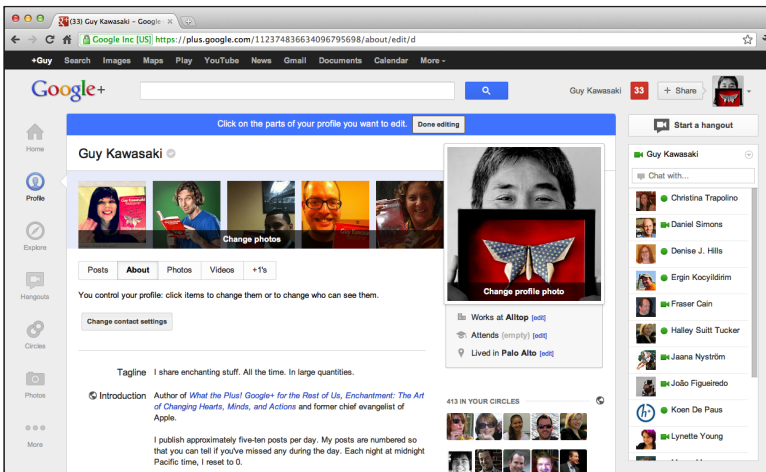 (33) Guy Kawasaki – Google+
Google Inc [US] https://plus.google.com/112374836634096795698/about/edit/d
+Guy Search Images Maps Play YouTube News Gmail Documents Calendar More
Google+
Guy Kawasaki 33 + Share
Click on the parts of your profile you want to edit. Done editing
Start a hangout
Home
Profile
Explore
Hangouts
Circles
Photos
More
Guy Kawasaki
Change photos
Change profile photo
Posts About Photos Videos +1's
You control your profile: click items to change them or to change who can see them.
Change contact settings
Works at Alltop [edit]
Attends (empty) [edit]
Lived in Palo Alto [edit]
Tagline I share enchanting stuff. All the time. In large quantities.
Introduction Author of What the Plus! Google+ for the Rest of Us, Enchantment: The Art
of Changing Hearts, Minds, and Actions and former chief evangelist of
Apple.
I publish approximately five-ten posts per day. My posts are numbered so
that you can tell if you've missed any during the day. Each night at midnight
Pacific time, I reset to 0.
413 IN YOUR CIRCLES
Guy Kawasaki
Chat with...
Christina Trapolino
Daniel Simons
Denise J. Hills
Ergin Kocyildirim
Fraser Cain
Halley Suitt Tucker
Jaana Nyström
João Figueiredo
Koen De Paus
Lynette Young